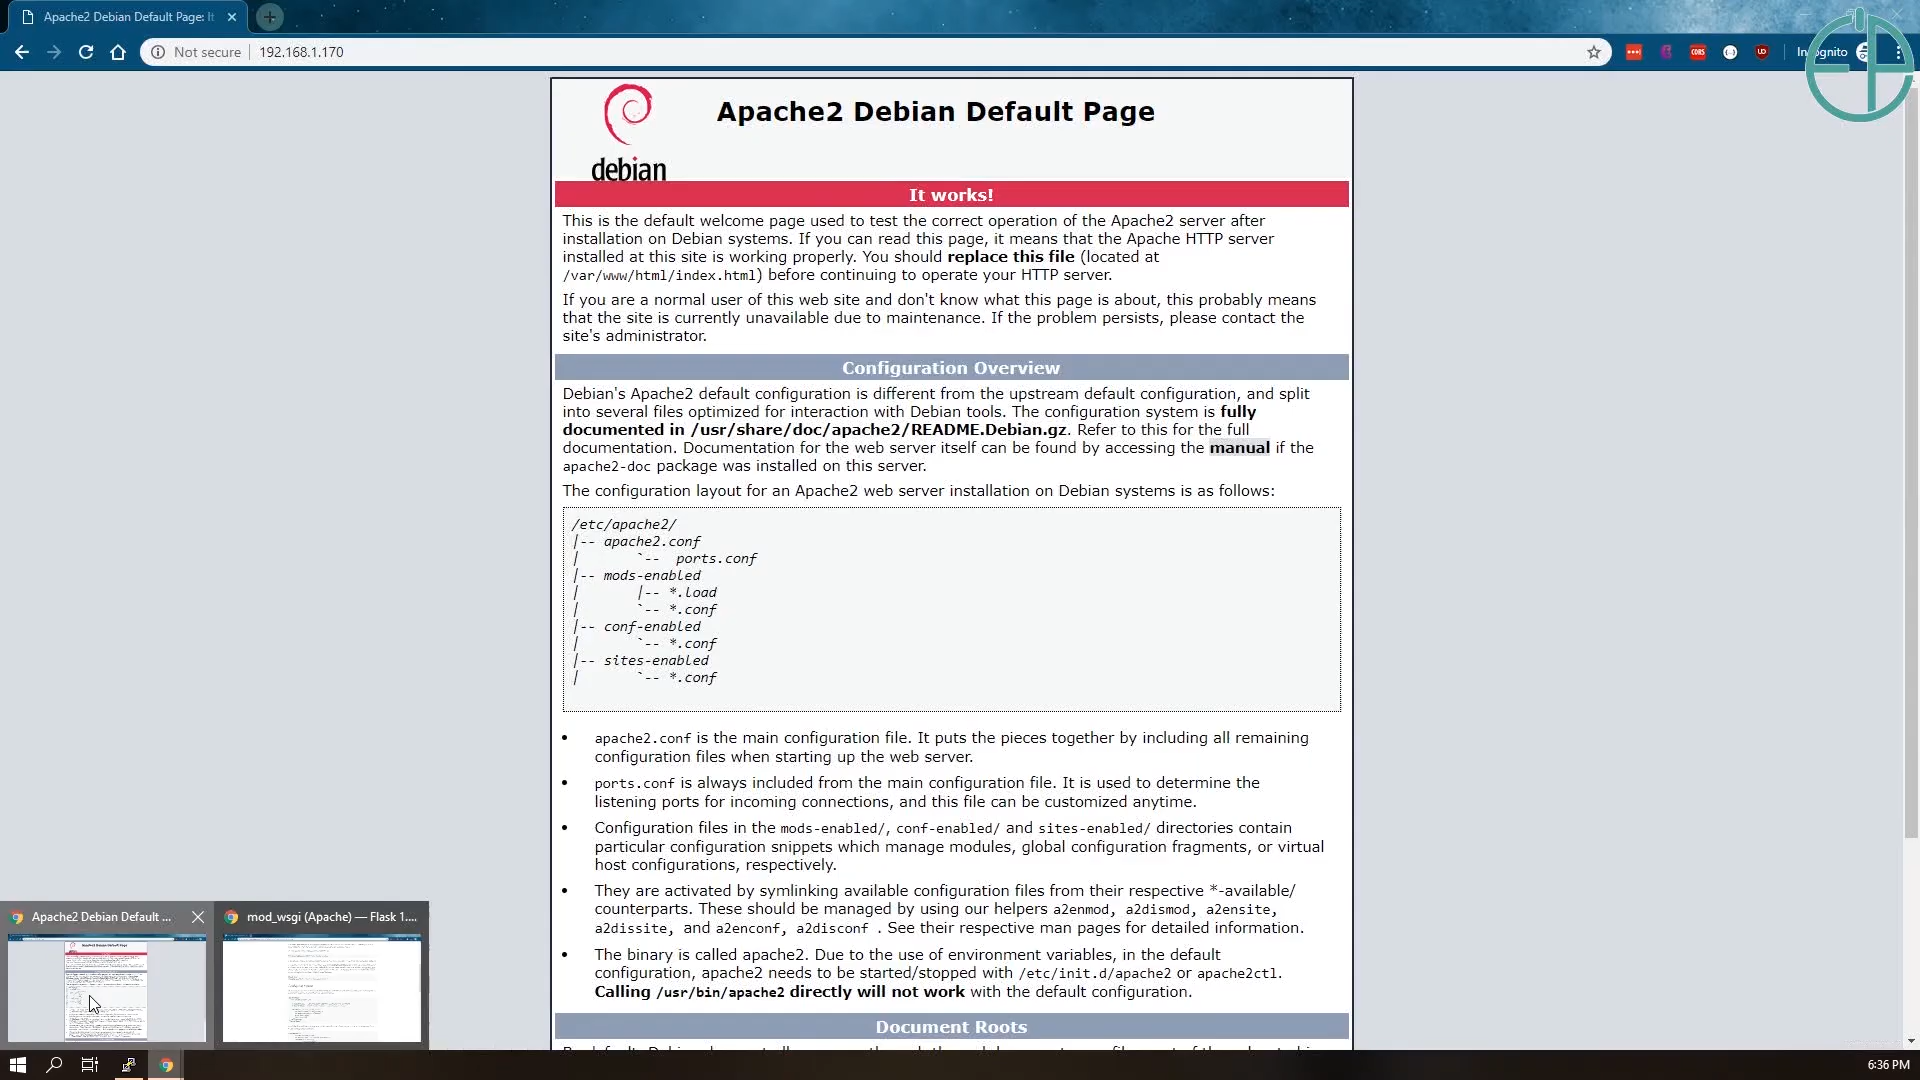 Apache2 Debian Default Page: It
Not secure
192.168.1.170
CORS
Incognito
debian
Apache2 Debian Default Page
It works!
This is the default welcome page used to test the correct operation of the Apache2 server after
installation on Debian systems. If you can read this page, it means that the Apache HTTP server
installed at this site is working properly. You should replace this file (located at
/var/www/html/index.html) before continuing to operate your HTTP server.
If you are a normal user of this web site and don't know what this page is about, this probably means
that the site is currently unavailable due to maintenance. If the problem persists, please contact the
site's administrator.
Configuration Overview
Debian's Apache2 default configuration is different from the upstream default configuration, and split
into several files optimized for interaction with Debian tools. The configuration system is fully
documented in /usr/share/doc/apache2/README.Debian.gz. Refer to this for the full
documentation. Documentation for the web server itself can be found by accessing the manual if the
apache2-doc package was installed on this server.
The configuration layout for an Apache2 web server installation on Debian systems is as follows:
/etc/apache2/
|-- apache2.conf
|       `--  ports.conf
|-- mods-enabled
|       |-- *.load
|       `-- *.conf
|-- conf-enabled
|       `-- *.conf
|-- sites-enabled
|       `-- *.conf
• apache2.conf is the main configuration file. It puts the pieces together by including all remaining
configuration files when starting up the web server.
• ports.conf is always included from the main configuration file. It is used to determine the
listening ports for incoming connections, and this file can be customized anytime.
• Configuration files in the mods-enabled/, conf-enabled/ and sites-enabled/ directories contain
particular configuration snippets which manage modules, global configuration fragments, or virtual
host configurations, respectively.
• They are activated by symlinking available configuration files from their respective *-available/
counterparts. These should be managed by using our helpers a2enmod, a2dismod, a2ensite,
a2dissite, and a2enconf, a2disconf . See their respective man pages for detailed information.
• The binary is called apache2. Due to the use of environment variables, in the default
configuration, apache2 needs to be started/stopped with /etc/init.d/apache2 or apache2ctl.
Calling /usr/bin/apache2 directly will not work with the default configuration.
Document Roots
Apache2 Debian Default ...
mod_wsgi (Apache) — Flask 1....
6:36 PM